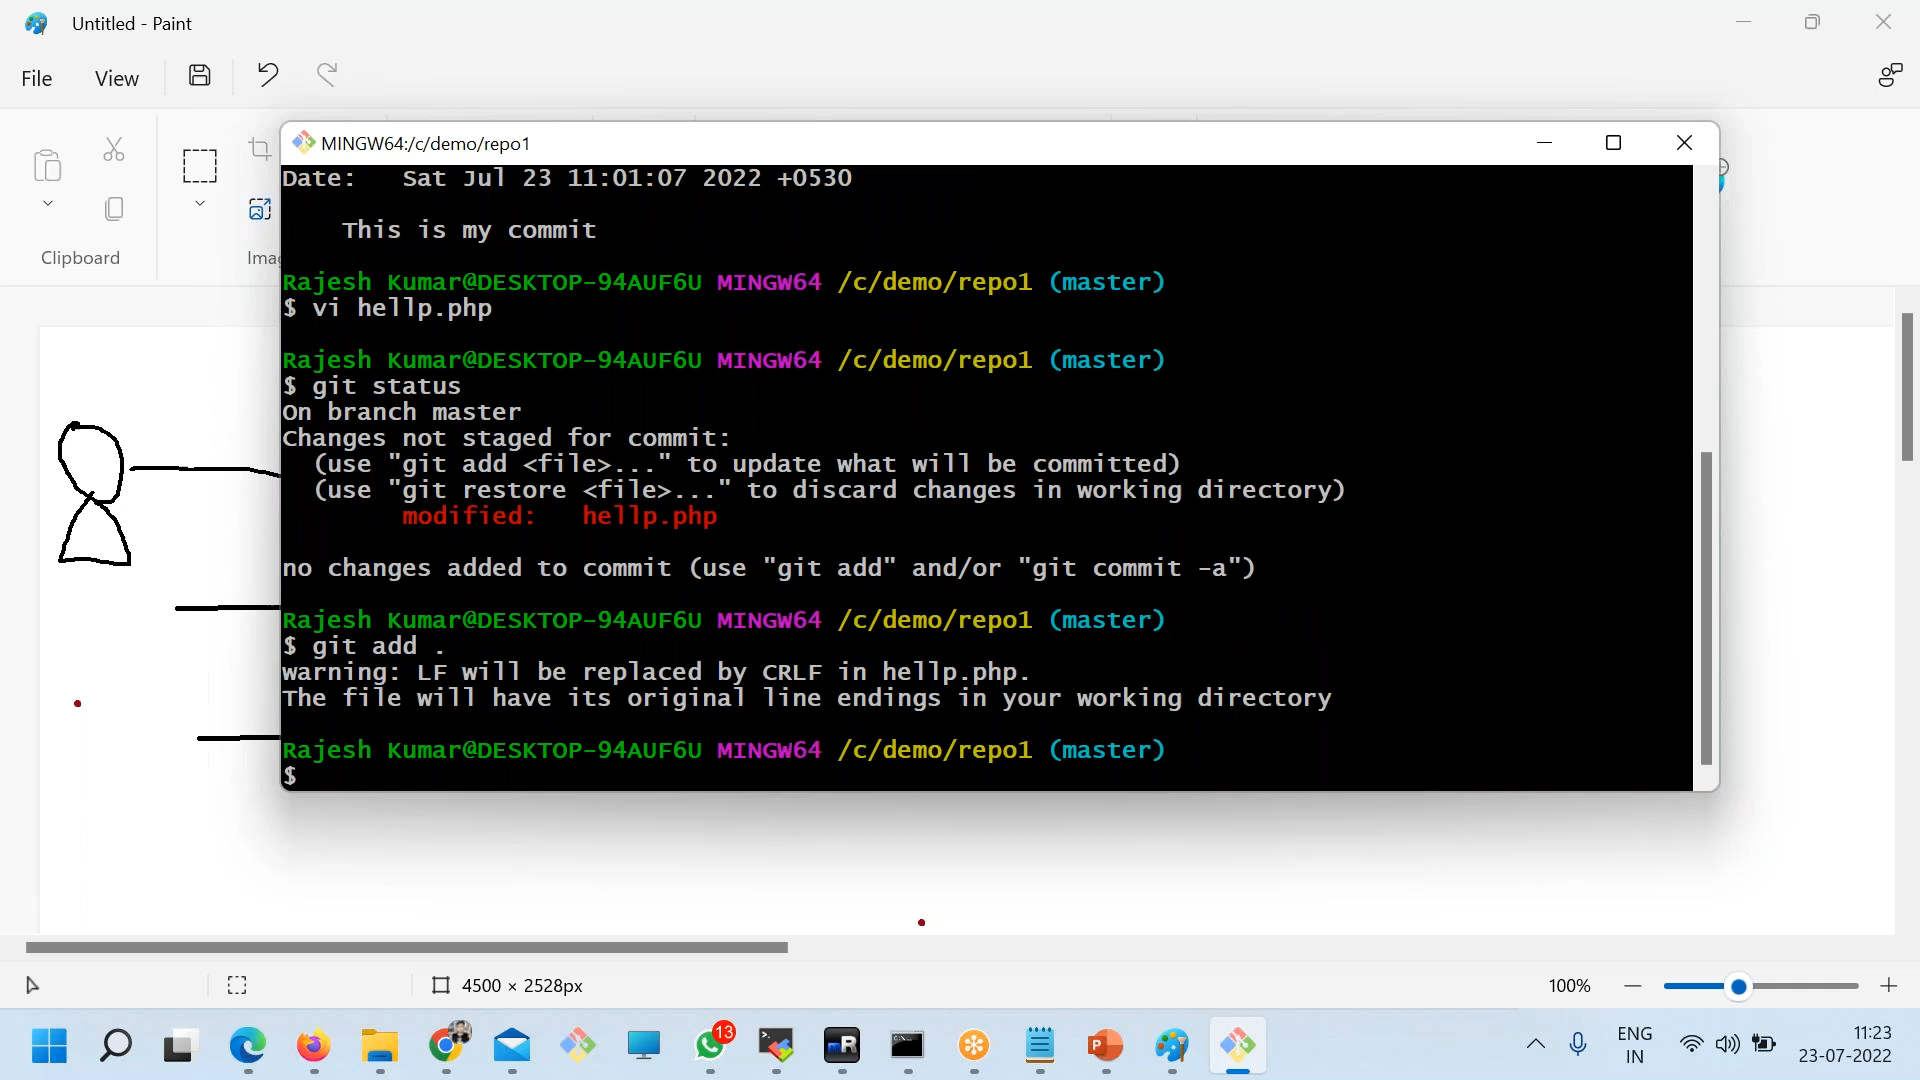 Untitled - Paint
File
View
MINGW64:/c/demo/repo1
Date:   Sat Jul 23 11:01:07 2022 +0530
This is my commit
Rajesh Kumar@DESKTOP-94AUF6U MINGW64 /c/demo/repo1 (master)
$ vi hellp.php
Rajesh Kumar@DESKTOP-94AUF6U MINGW64 /c/demo/repo1 (master)
$ git status
On branch master
Changes not staged for commit:
(use "git add <file>..." to update what will be committed)
(use "git restore <file>..." to discard changes in working directory)
modified:   hellp.php
no changes added to commit (use "git add" and/or "git commit -a")
Rajesh Kumar@DESKTOP-94AUF6U MINGW64 /c/demo/repo1 (master)
$ git add .
warning: LF will be replaced by CRLF in hellp.php.
The file will have its original line endings in your working directory
Rajesh Kumar@DESKTOP-94AUF6U MINGW64 /c/demo/repo1 (master)
$
Clipboard
Imag
4500 × 2528px
100%
13
ENG
IN
11:23
23-07-2022